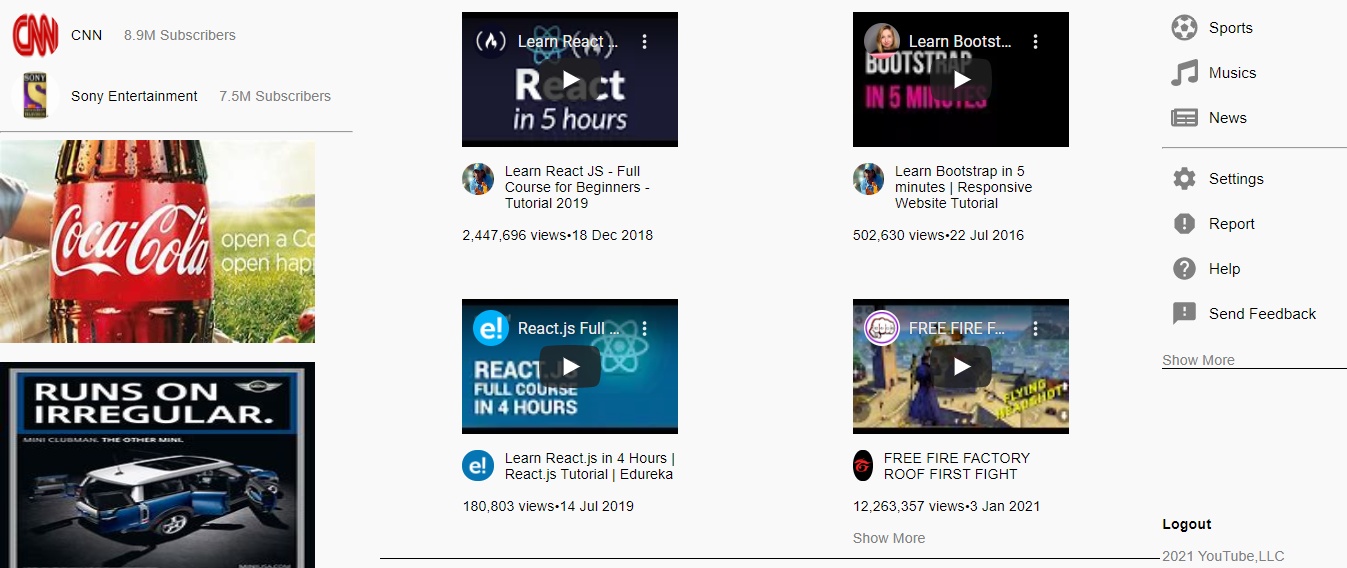 CNN
CNN 8.9M Subscribers
SONY
Sony Entertainment 7.5M Subscribers
Coca-Cola
open a Co
open hap
RUNS ON
IRREGULAR.
MINI CLUBMAN. THE OTHER MINI.
MINIUSA.COM
Learn React ...
React
in 5 hours
Learn React JS - Full
Course for Beginners -
Tutorial 2019
2,447,696 views•18 Dec 2018
Learn Bootst...
BOOTSTRAP
IN 5 MINUTES
Learn Bootstrap in 5
minutes | Responsive
Website Tutorial
502,630 views•22 Jul 2016
e! React.js Full ...
REACT.JS
FULL COURSE
IN 4 HOURS
e! Learn React.js in 4 Hours |
React.js Tutorial | Edureka
180,803 views•14 Jul 2019
FREE FIRE F...
FLYING
HEADSHOT
FREE FIRE FACTORY
ROOF FIRST FIGHT
12,263,357 views•3 Jan 2021
Show More
Sports
Musics
News
Settings
Report
Help
Send Feedback
Show More
Logout
2021 YouTube,LLC